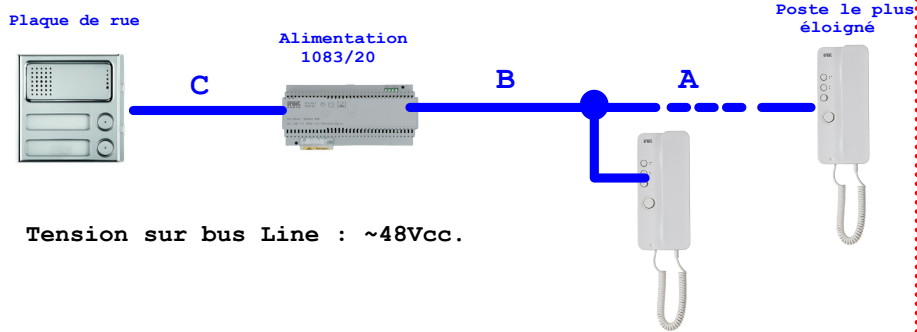 Plaque de rue
Alimentation
1083/20
Poste le plus
éloigné
C
B
A
Tension sur bus Line : ~48Vcc.